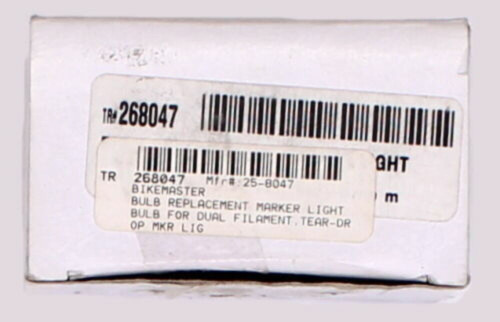 TR# 268047
GHT
m
TR 268047 Mfr#:25-8047
BIKEMASTER
BULB REPLACEMENT MARKER LIGHT
BULB FOR DUAL FILAMENT.TEAR-DR
OP MKR LIG